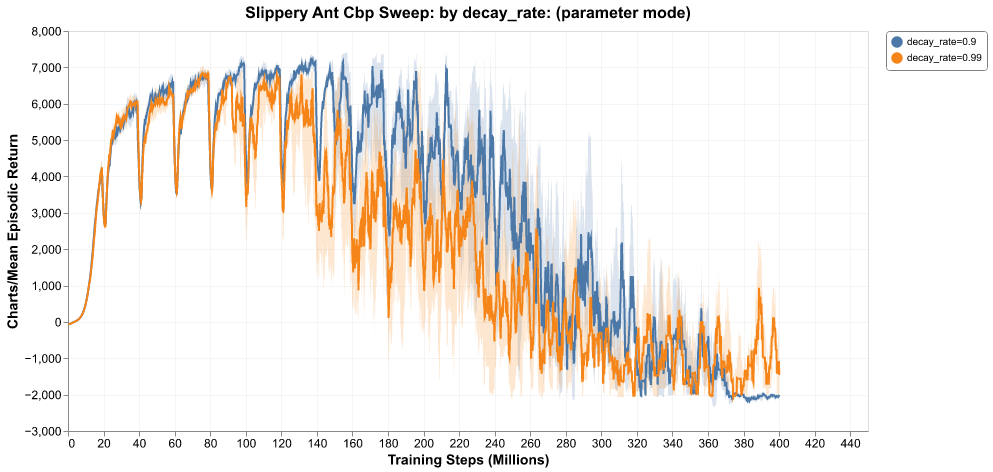 Slippery Ant Cbp Sweep: by decay_rate: (parameter mode)
decay_rate=0.9
decay_rate=0.99
Charts/Mean Episodic Return
8,000
7,000
6,000
5,000
4,000
3,000
2,000
1,000
0
−1,000
−2,000
−3,000
0 20 40 60 80 100 120 140 160 180 200 220 240 260 280 300 320 340 360 380 400 420 440
Training Steps (Millions)